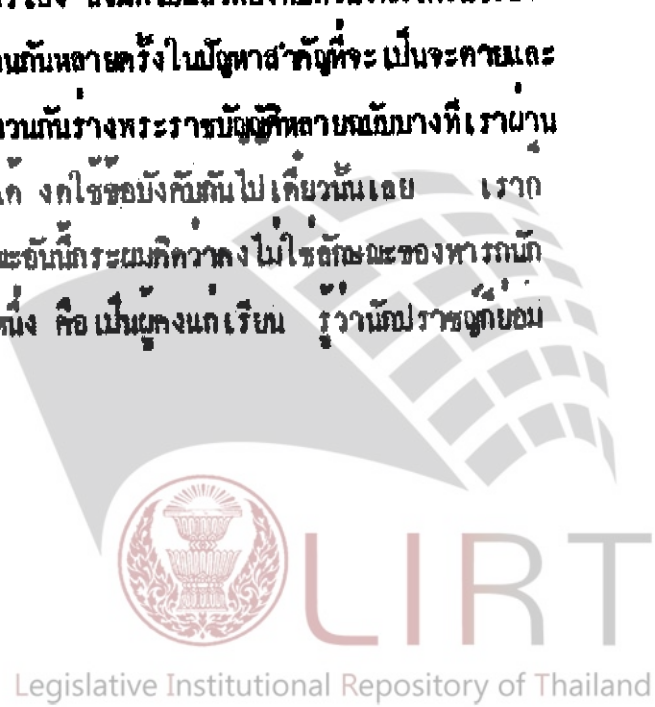 นกันหลายครั้งในปัญหาสำคัญที่จะเป็นจะตายและ
วนกันร่างพระราชบัญญัติหลายฉบับบางทีเราผ่าน
งดใช้ข้อบังคับกันไปเดี๋ยวนั้นเลย เราก
ณะอันนี้กระผมคิดว่าคงไม่ใช่ลักษณะของทารกนัก
หนึ่ง คือเป็นผู้คงแก่เรียน รู้ว่านักปราชญ์ก็ย่อม
LIRT
Legislative Institutional Repository of Thailand